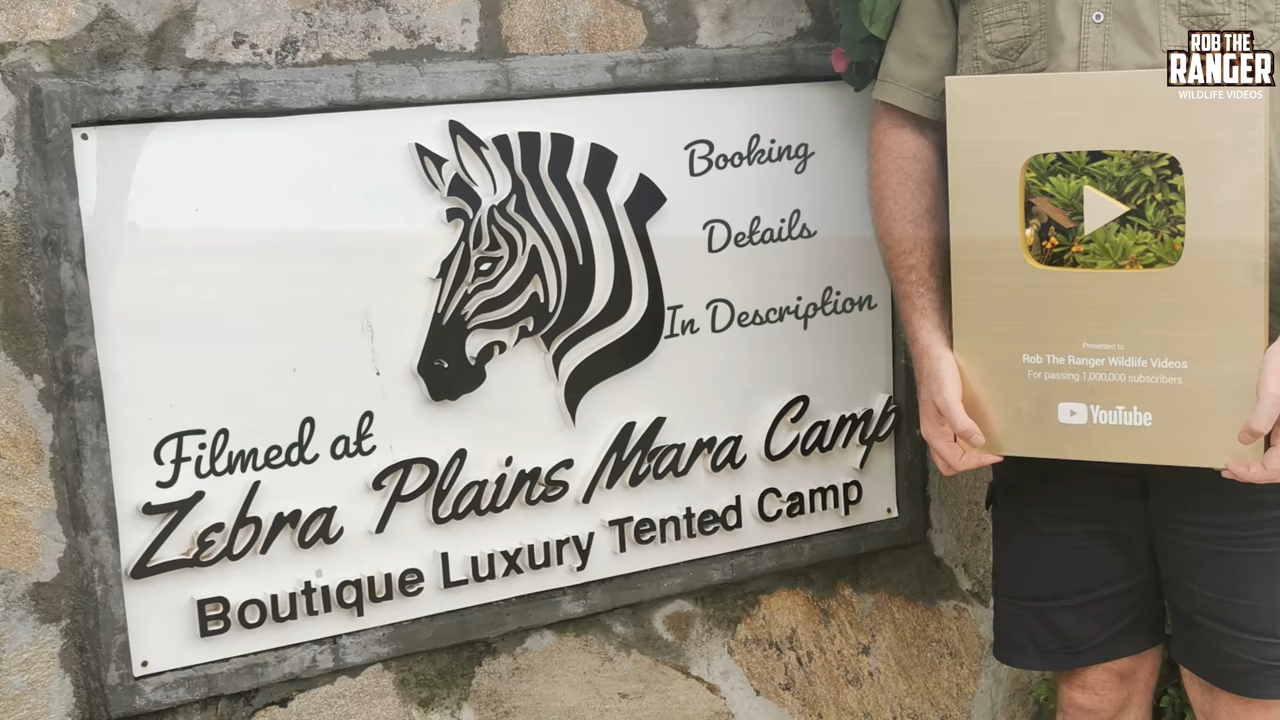 Booking
Details
In Description
Filmed at
Zebra Plains Mara Camp
Boutique Luxury Tented Camp
ROB THE
RANGER
WILDLIFE VIDEOS
Presented to
Rob The Ranger Wildlife Videos
For passing 1,000,000 subscribers
YouTube